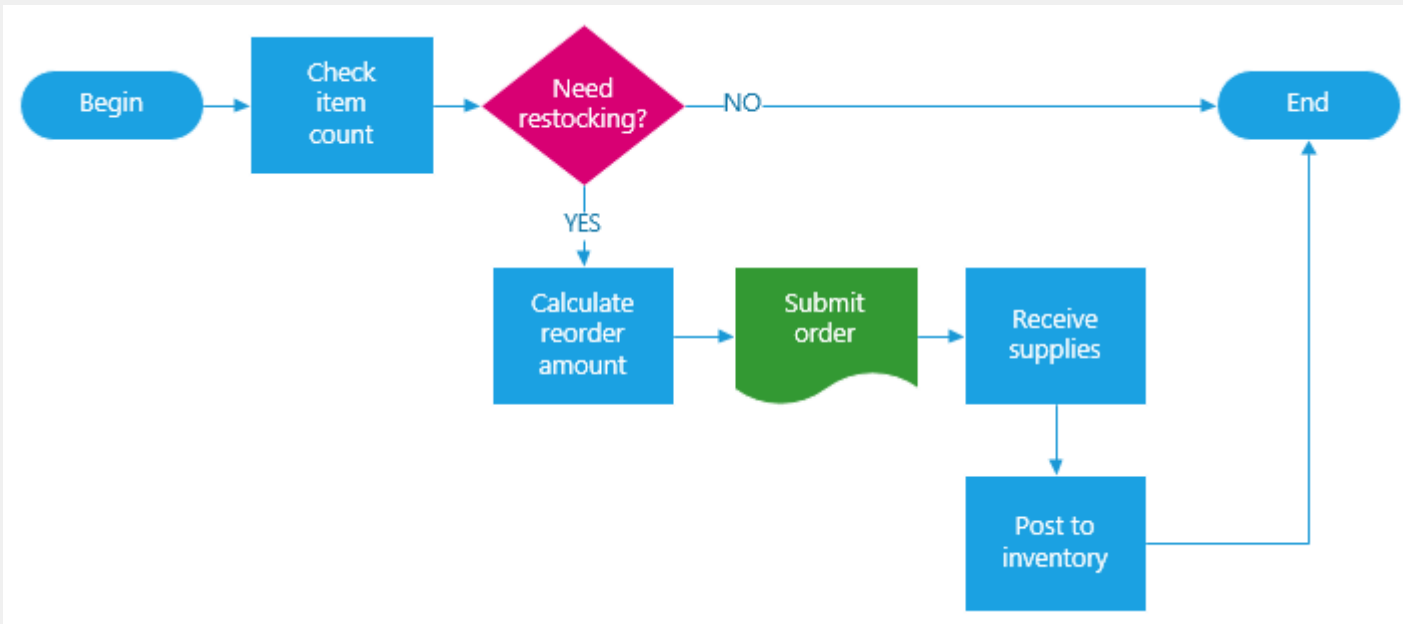 Begin
Check
item
count
Need
restocking?
NO
End
YES
Calculate
reorder
amount
Submit
order
Receive
supplies
Post to
inventory